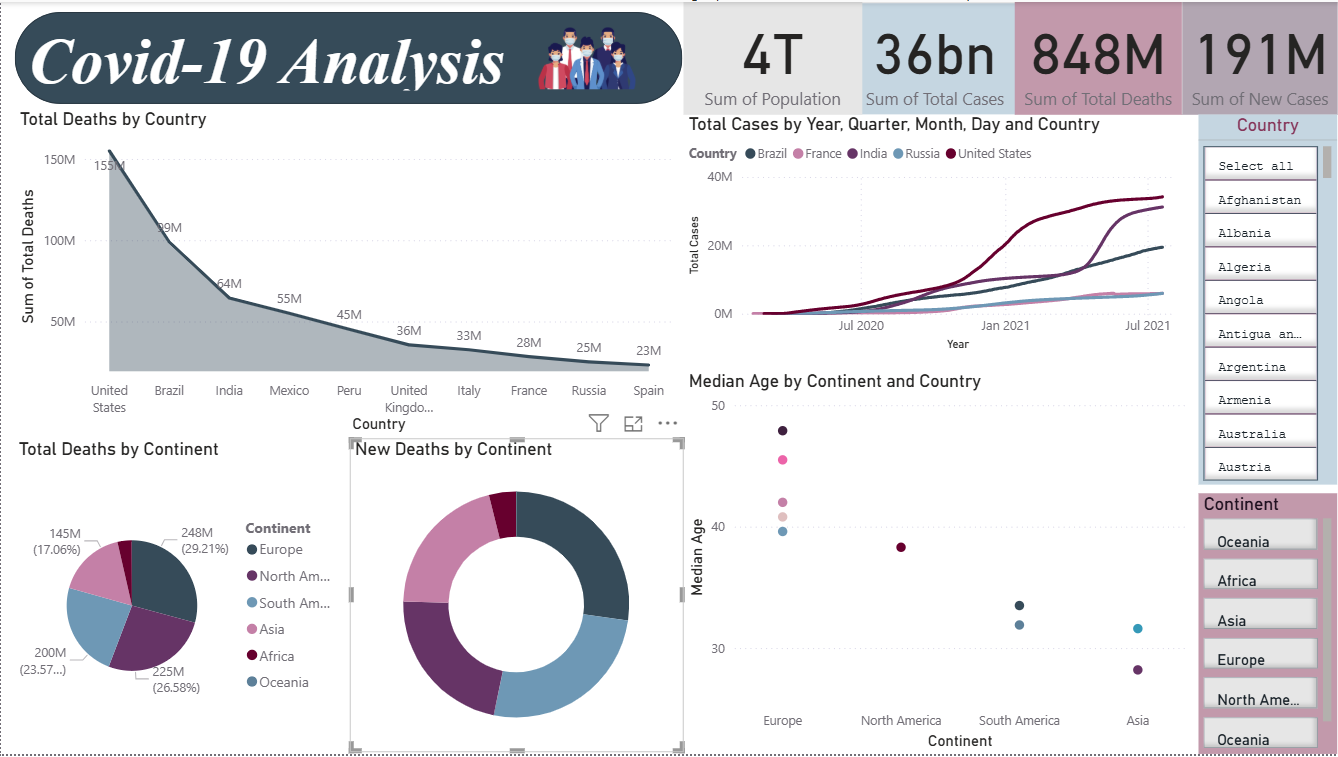 Covid-19 Analysis
4T
Sum of Population
36bn
Sum of Total Cases
848M
Sum of Total Deaths
191M
Sum of New Cases
Total Deaths by Country
Sum of Total Deaths
150M
100M
50M
155M
99M
64M
55M
45M
36M
33M
28M
25M
23M
United States
Brazil
India
Mexico
Peru
United Kingdo...
Italy
France
Russia
Spain
Total Cases by Year, Quarter, Month, Day and Country
Country Brazil France India Russia United States
Total Cases
40M
20M
0M
Jul 2020
Jan 2021
Jul 2021
Year
Country
Select all
Afghanistan
Albania
Algeria
Angola
Antigua an...
Argentina
Armenia
Australia
Austria
Total Deaths by Continent
145M
(17.06%)
248M
(29.21%)
200M
(23.57...)
225M
(26.58%)
Continent
Europe
North Am...
South Am...
Asia
Africa
Oceania
Country
New Deaths by Continent
Median Age by Continent and Country
Median Age
50
40
30
Europe
North America
South America
Asia
Continent
Continent
Oceania
Africa
Asia
Europe
North Ame...
Oceania